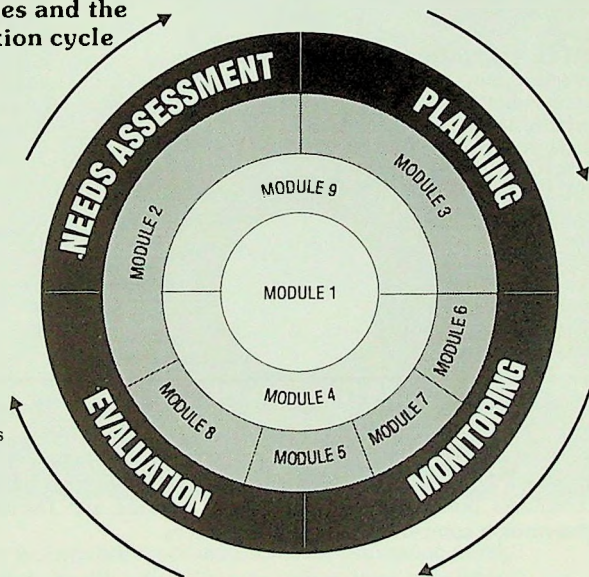 es and the
tion cycle
NEEDS ASSESSMENT
PLANNING
MODULE 9
MODULE 3
MODULE 2
MODULE 1
MODULE 6
MODULE 4
MODULE 7
MODULE 8
MODULE 5
MONITORING
EVALUATION
s